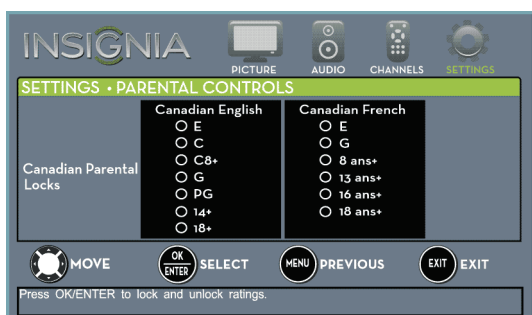 INSIGNIA
PICTURE AUDIO CHANNELS SETTINGS
SETTINGS • PARENTAL CONTROLS
Canadian Parental
Locks
Canadian English
E
C
C8+
G
PG
14+
18+
Canadian French
E
G
8 ans+
13 ans+
16 ans+
18 ans+
MOVE
OK
ENTER
SELECT
MENU PREVIOUS
EXIT EXIT
Press OK/ENTER to lock and unlock ratings.